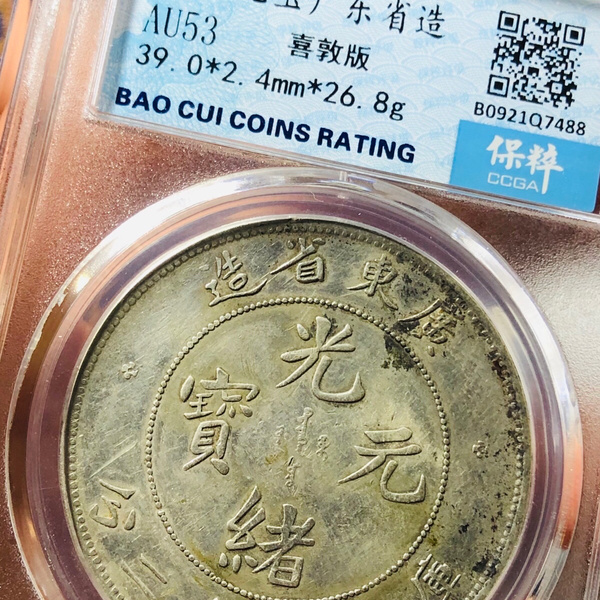 广东省造
AU53
喜敦版
39.0*2.4mm*26.8g
BAO CUI COINS RATING
B0921Q7488
保粹
CCGA
造省東廣
光
寶 元
緒